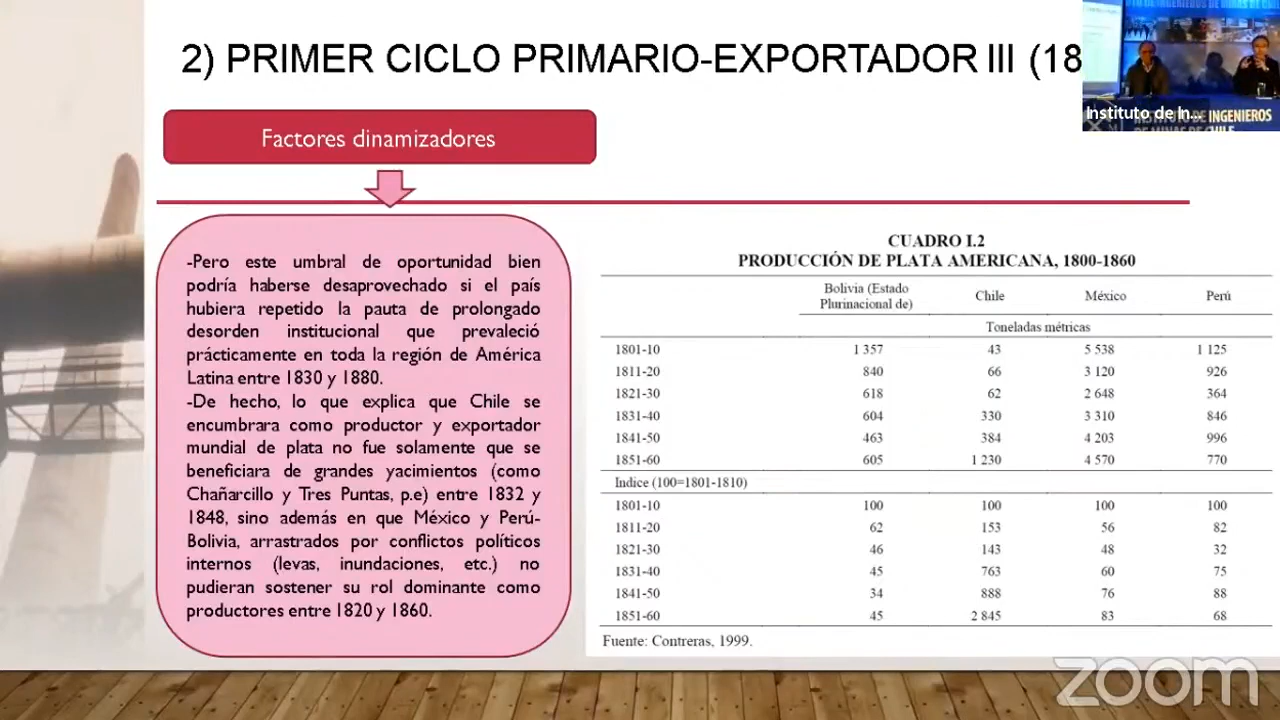 2) PRIMER CICLO PRIMARIO-EXPORTADOR III (18
Instituto de In...
INGENIEROS
Factores dinamizadores
-Pero este umbral de oportunidad bien
podría haberse desaprovechado si el país
hubiera repetido la pauta de prolongado
desorden institucional que prevaleció
prácticamente en toda la región de América
Latina entre 1830 y 1880.
-De hecho, lo que explica que Chile se
encumbrara como productor y exportador
mundial de plata no fue solamente que se
beneficiara de grandes yacimientos (como
Chañarcillo y Tres Puntas, p.e) entre 1832 y
1848, sino además en que México y Perú-
Bolivia, arrastrados por conflictos políticos
internos (levas, inundaciones, etc.) no
pudieran sostener su rol dominante como
productores entre 1820 y 1860.
CUADRO I.2
PRODUCCIÓN DE PLATA AMERICANA, 1800-1860
Bolivia (Estado
Plurinacional de) Chile México Perú
Toneladas métricas
1801-10 1 357 43 5 538 1 125
1811-20 840 66 3 120 926
1821-30 618 62 2 648 364
1831-40 604 330 3 310 846
1841-50 463 384 4 203 996
1851-60 605 1 230 4 570 770
Indice (100=1801-1810)
1801-10 100 100 100 100
1811-20 62 153 56 82
1821-30 46 143 48 32
1831-40 45 763 60 75
1841-50 34 888 76 88
1851-60 45 2 845 83 68
Fuente: Contreras, 1999.
zoom